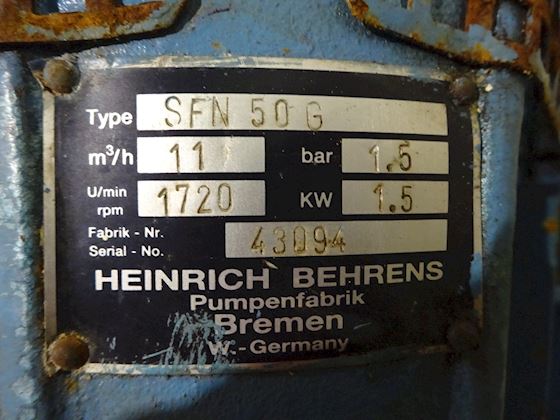 Type SFN 50 G
m³/h 11 bar 1.5
U/min rpm 1720 KW 1.5
Fabrik - Nr.
Serial - No. 43094
HEINRICH BEHRENS
Pumpenfabrik
Bremen
W.-Germany